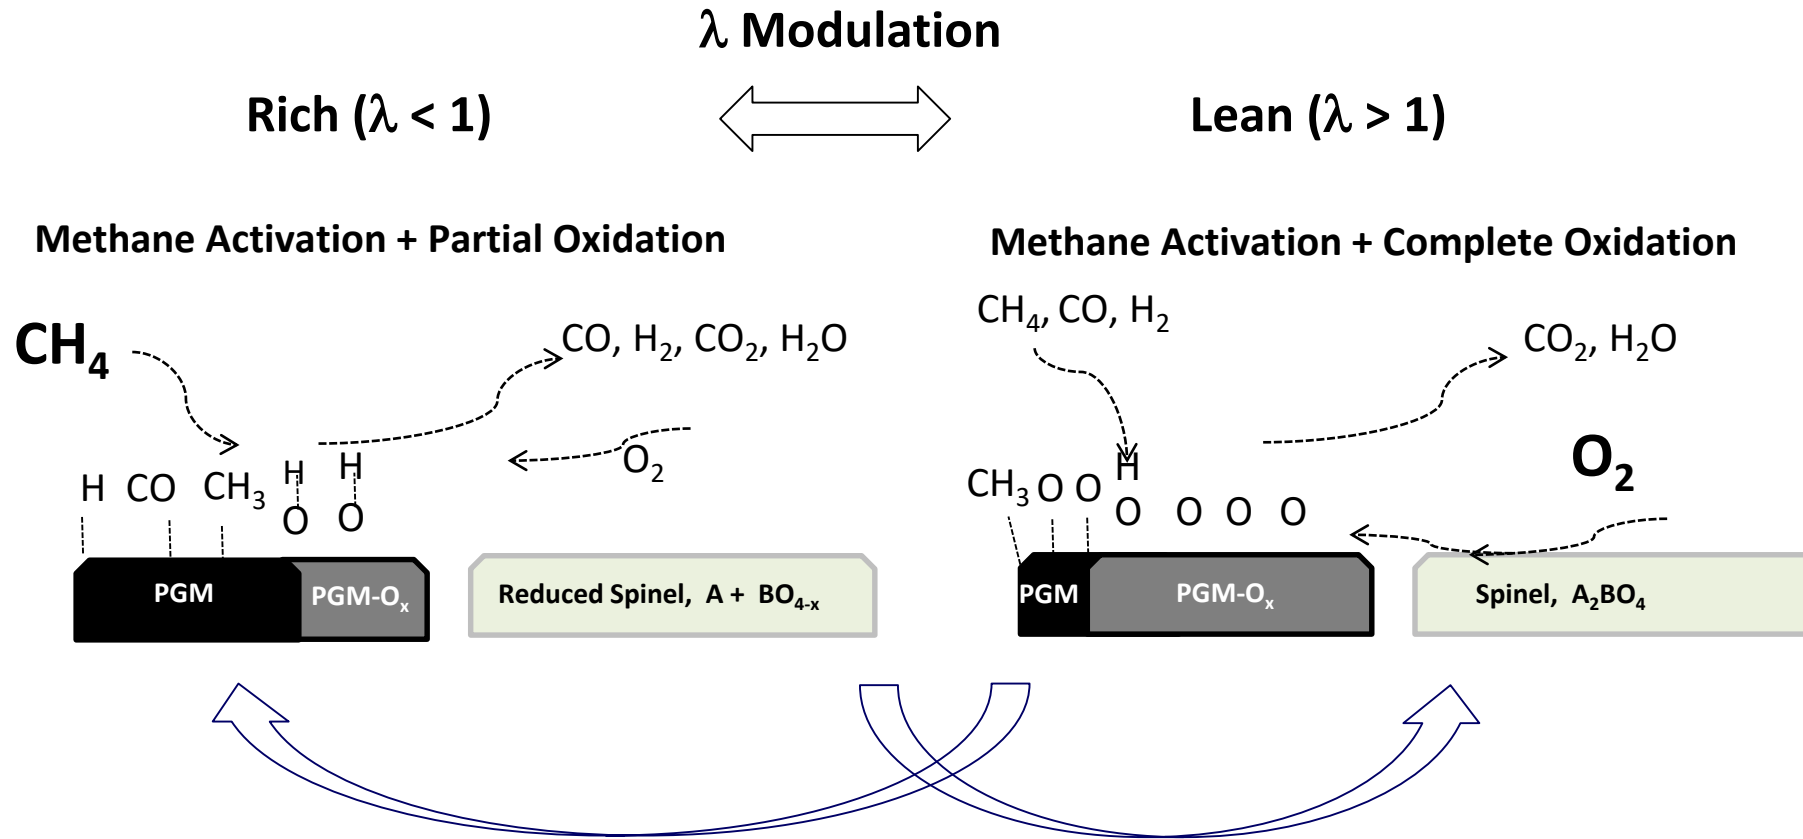 λ Modulation
Rich (λ < 1)
Lean (λ > 1)
Methane Activation + Partial Oxidation
Methane Activation + Complete Oxidation
CH₄
CO, H₂, CO₂, H₂O
O₂
H CO CH₃ H H
O O
PGM
PGM-Oₓ
Reduced Spinel, A + BO₄₋ₓ
CH₄, CO, H₂
CO₂, H₂O
O₂
CH₃ O O H
O O O O
PGM
PGM-Oₓ
Spinel, A₂BO₄